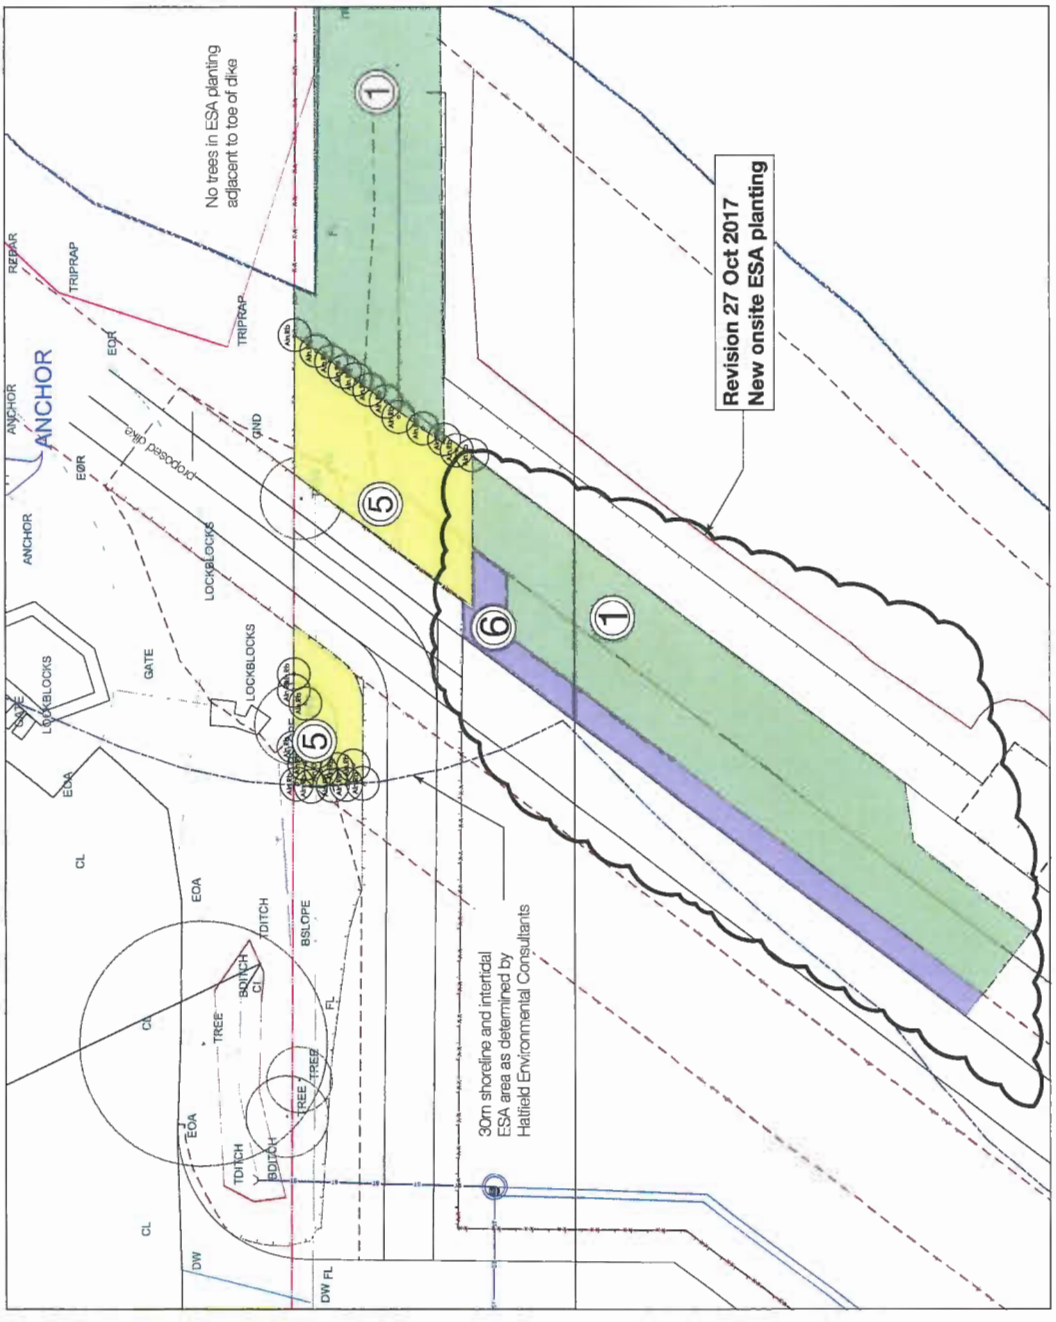 No trees in ESA planting
adjacent to toe of dike
1
REBAR
TRIPRAP
TRIPRAP
EOR
ANCHOR
ANCHOR
ANCHOR
EOR
proposed dike
GND
5
Revision 27 Oct 2017
New onsite ESA planting
LOCKBLOCKS
6
1
GATE
LOCKBLOCKS
GATE
LOCKBLOCKS
5
EOA
CL
EOA
TDITCH
BSLOPE
BDITCH
CL
CL
TREE
FL
TREE
TREE
30m shoreline and intertidal
ESA area as determined by
Hatfield Environmental Consultants
EOA
TDITCH
BDITCH
CL
DW
DW
FL